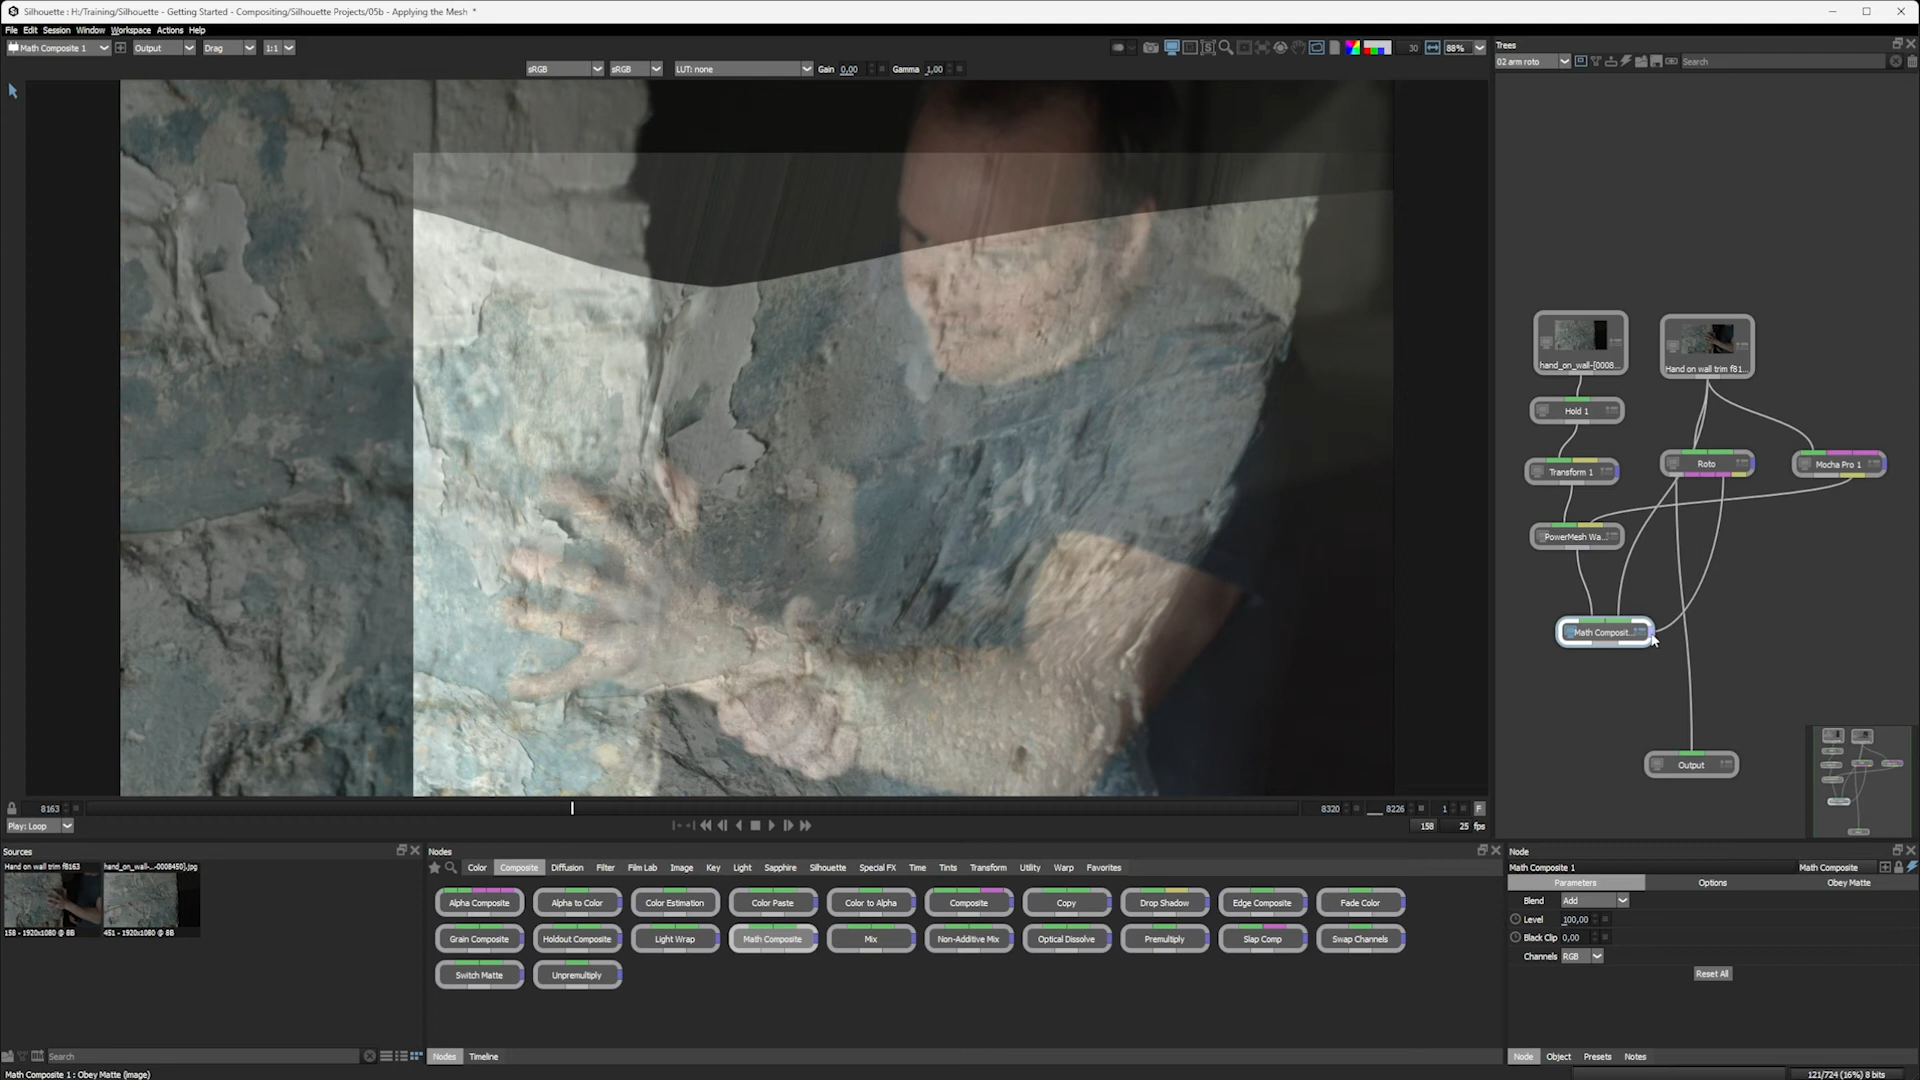 Silhouette : H:/Training/Silhouette - Getting Started - Compositing/Silhouette Projects/05b - Applying the Mesh *
File Edit Session Window Workspace Actions Help
Math Composite 1 Output Drag 1:1 30 88%
sRGB sRGB LUT: none Gain 0,00 Gamma 1,00
Trees
02 arm roto Search
hand_on_wall-[0008...
Hand on wall trim f81...
Hold 1
Roto
Mocha Pro 1
Transform 1
PowerMesh Wa...
Math Composit...
Output
8163 8320 8226 1 F
Play: Loop 158 25 fps
Sources
Hand on wall trim f8163 hand_on_wall-...-0008450].jpg
158 - 1920x1080 @ 8B 451 - 1920x1080 @ 8B
Search
Nodes
Color Composite Diffusion Filter Film Lab Image Key Light Sapphire Silhouette Special FX Time Tints Transform Utility Warp Favorites
Alpha Composite Alpha to Color Color Estimation Color Paste Color to Alpha Composite Copy Drop Shadow Edge Composite Fade Color
Grain Composite Holdout Composite Light Wrap Math Composite Mix Non-Additive Mix Optical Dissolve Premultiply Slap Comp Swap Channels
Switch Matte Unpremultiply
Nodes Timeline
Node
Math Composite 1 Math Composite
Parameters Options Obey Matte
Blend Add
Level 100,00
Black Clip 0,00
Channels RGB
Reset All
Node Object Presets Notes
Math Composite 1 : Obey Matte (Image)
121/724 (16%) 8 bits